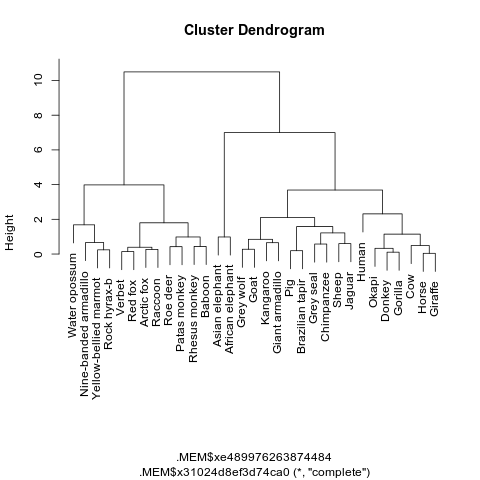 Cluster Dendrogram
Height
0
2
4
6
8
10
Water opossum
Nine-banded armadillo
Yellow-bellied marmot
Rock hyrax-b
Verbet
Red fox
Arctic fox
Raccoon
Roe deer
Patas monkey
Rhesus monkey
Baboon
Asian elephant
African elephant
Grey wolf
Goat
Kangaroo
Giant armadillo
Pig
Brazilian tapir
Grey seal
Chimpanzee
Sheep
Jaguar
Human
Okapi
Donkey
Gorilla
Cow
Horse
Giraffe
.MEM$xe489976263874484
.MEM$x31024d8ef3d74ca0 (*, "complete")